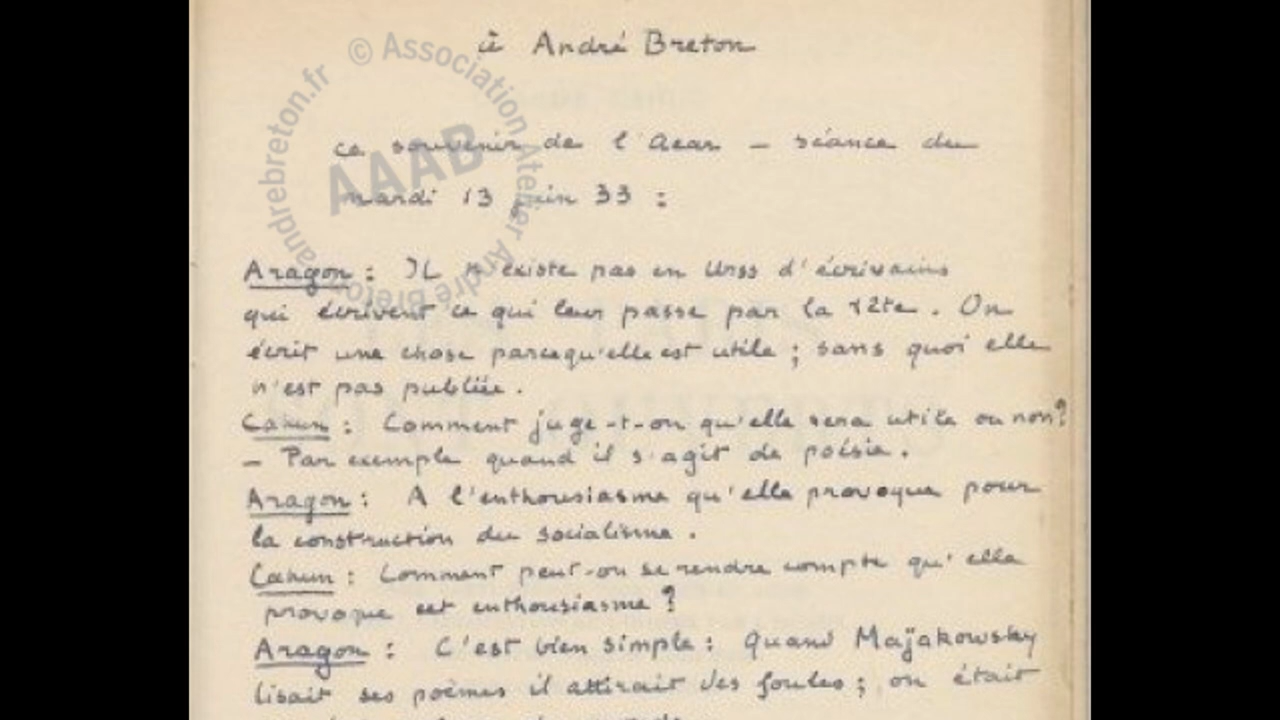 à André Breton
ce souvenir de l'Aear – séance du
mardi 13 juin 33 :
Aragon : Il n'existe pas en Urss d'écrivains
qui écrivent ce qui leur passe par la tête. On
écrit une chose parcequ'elle est utile ; sans quoi elle
n'est pas publiée.
Cahun : Comment juge-t-on qu'elle sera utile ou non?
– Par exemple quand il s'agit de poésie.
Aragon : A l'enthousiasme qu'elle provoque pour
la construction du socialisme.
Cahun : Comment peut-on se rendre compte qu'elle
provoque cet enthousiasme ?
Aragon : C'est bien simple : Quand Majakowsky
lisait ses poèmes il attirait des foules ; on était
© Association Atelier André Breton
andrebreton.fr
AAAB